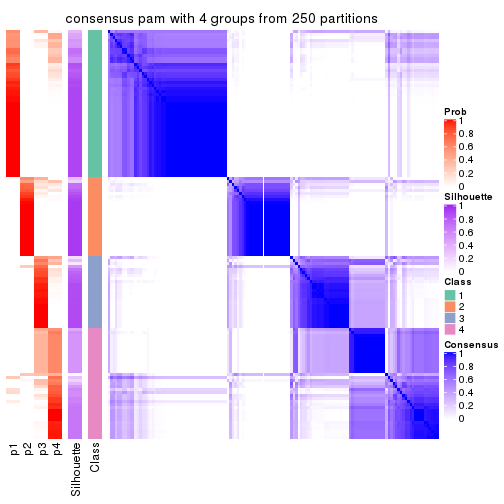 consensus pam with 4 groups from 250 partitions
Prob
1
0.8
0.6
0.4
0.2
0
Silhouette
1
0.8
0.6
0.4
0.2
0
Class
1
2
3
4
Consensus
1
0.8
0.6
0.4
0.2
0
p1
p2
p3
p4
Silhouette
Class